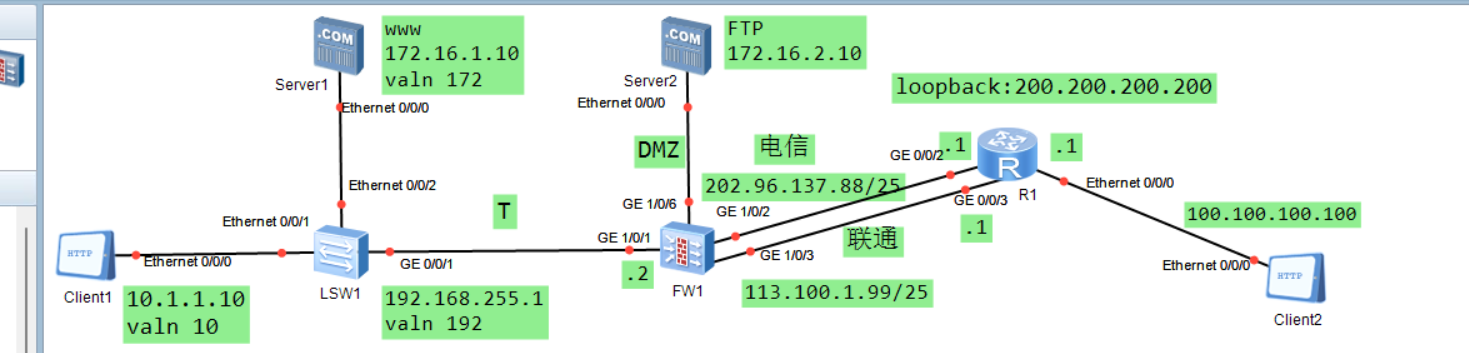 .COM
www
172.16.1.10
valn 172
Server1
Ethernet 0/0/0
.COM
FTP
172.16.2.10
Server2
Ethernet 0/0/0
loopback:200.200.200.200
DMZ
电信
GE 0/0/2
.1
.1
R
R1
Ethernet 0/0/0
202.96.137.88/25
GE 0/0/3
.1
100.100.100.100
Ethernet 0/0/2
Ethernet 0/0/1
T
GE 1/0/6
GE 1/0/2
GE 1/0/1
联通
GE 1/0/3
.2
FW1
113.100.1.99/25
HTTP
Ethernet 0/0/0
Client1
10.1.1.10
valn 10
GE 0/0/1
LSW1
192.168.255.1
valn 192
Ethernet 0/0/0
HTTP
Client2